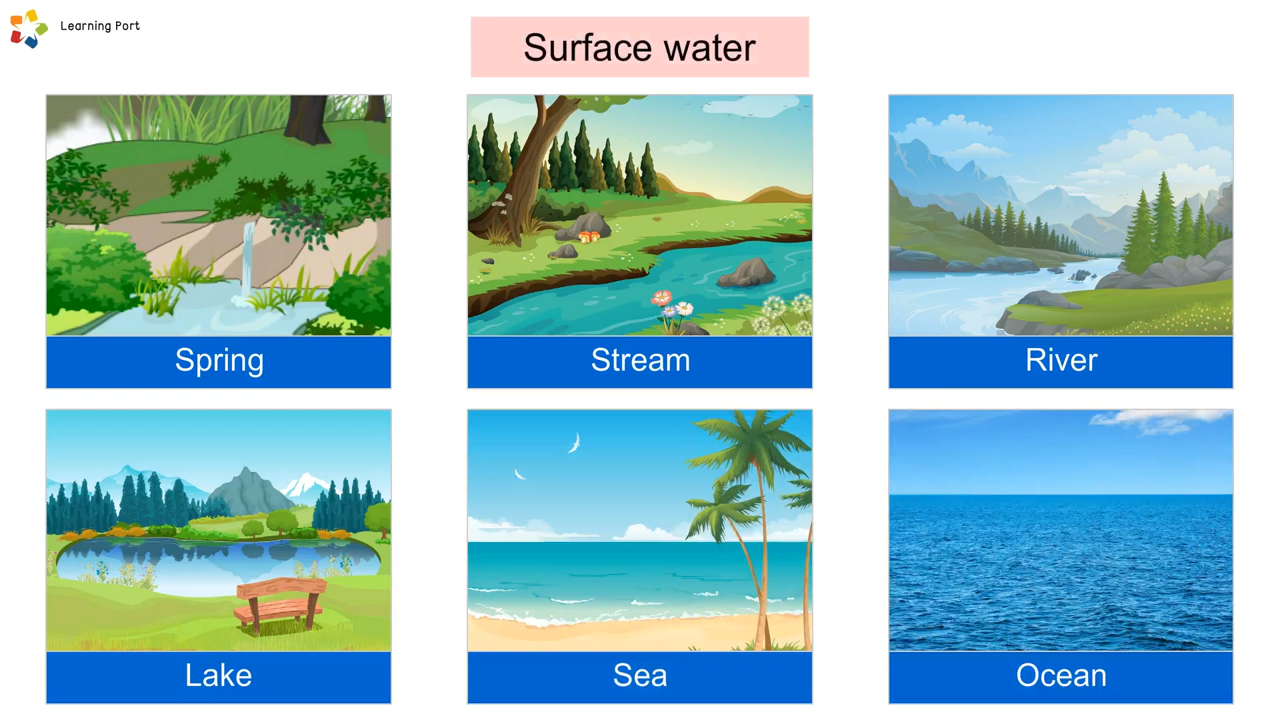 Learning Port
Surface water
Spring
Stream
River
Lake
Sea
Ocean